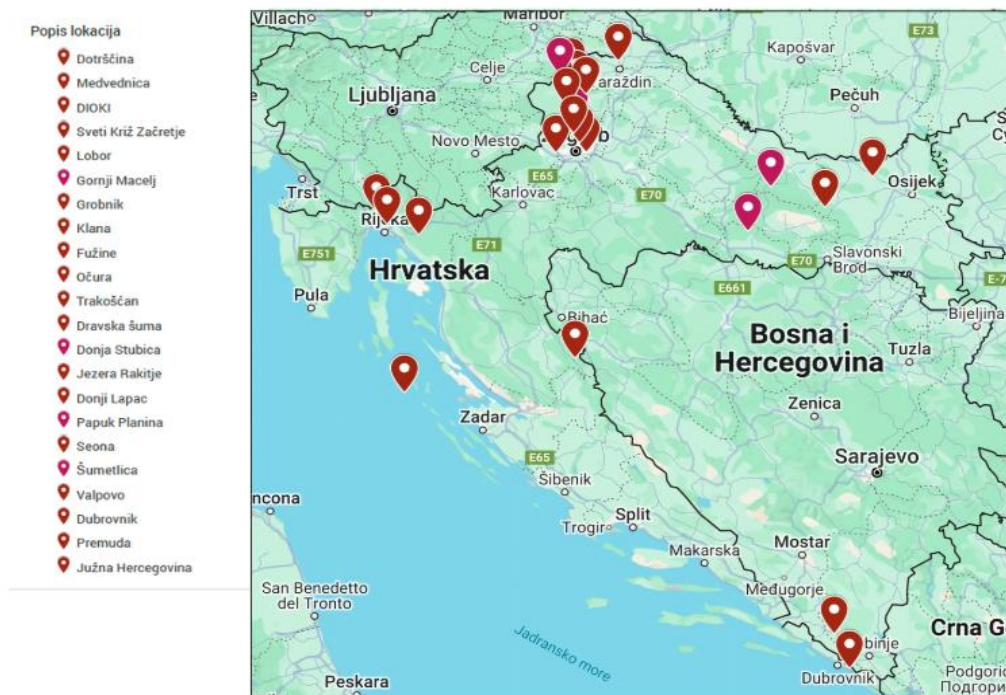 Popis lokacija
Dotrščina
Medvednica
DIOKI
Sveti Križ Začretje
Lobor
Gornji Macelj
Grobnik
Klana
Fužine
Očura
Trakošćan
Dravska šuma
Donja Stubica
Jezera Rakitje
Donji Lapac
Papuk Planina
Seona
Šumetlica
Valpovo
Dubrovnik
Premuda
Južna Hercegovina
Villach
Maribor
E73
Kapošvar
Celje
araždin
Ljubljana
Pečuh
Novo Mesto
E65
Trst
Karlovac
E70
Osijek
Rijeka
E751
E71
Slavonski
Brod
E70
Hrvatska
E661
Pula
Bihać
Bijeljina
Bosna i
Hercegovina
Tuzla
Zadar
Zenica
E65
Sarajevo
Šibenik
ncona
Trogir
Split
Mostar
Makarska
San Benedetto
del Tronto
Međugorje
Jadransko more
binje
Crna G
Dubrovnik
Podgori
Подгори
Peskara